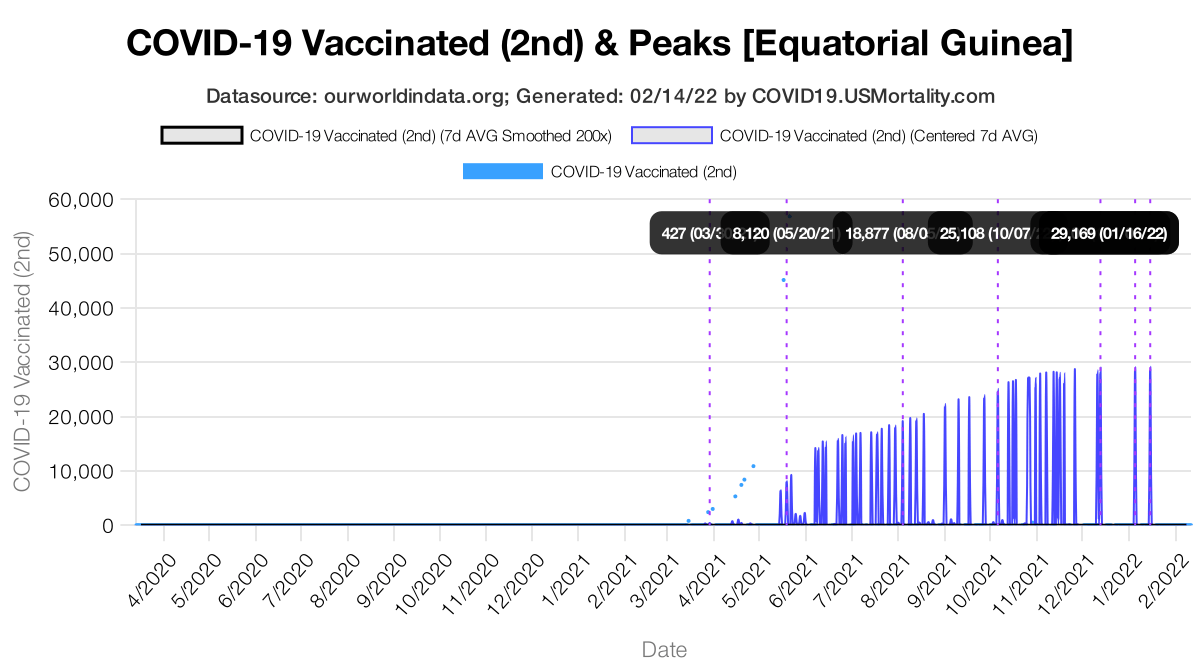 COVID-19 Vaccinated (2nd) & Peaks [Equatorial Guinea]
Datasource: ourworldindata.org; Generated: 02/14/22 by COVID19.USMortality.com
COVID-19 Vaccinated (2nd) (7d AVG Smoothed 200x) COVID-19 Vaccinated (2nd) (Centered 7d AVG)
COVID-19 Vaccinated (2nd)
60,000
427 (03/30 8,120 (05/20/21) 18,877 (08/0 25,108 (10/07/ 29,169 (01/16/22)
50,000
40,000
30,000
20,000
10,000
0
COVID-19 Vaccinated (2nd)
4/2020 5/2020 6/2020 7/2020 8/2020 9/2020 10/2020 11/2020 12/2020 1/2021 2/2021 3/2021 4/2021 5/2021 6/2021 7/2021 8/2021 9/2021 10/2021 11/2021 12/2021 1/2022 2/2022
Date